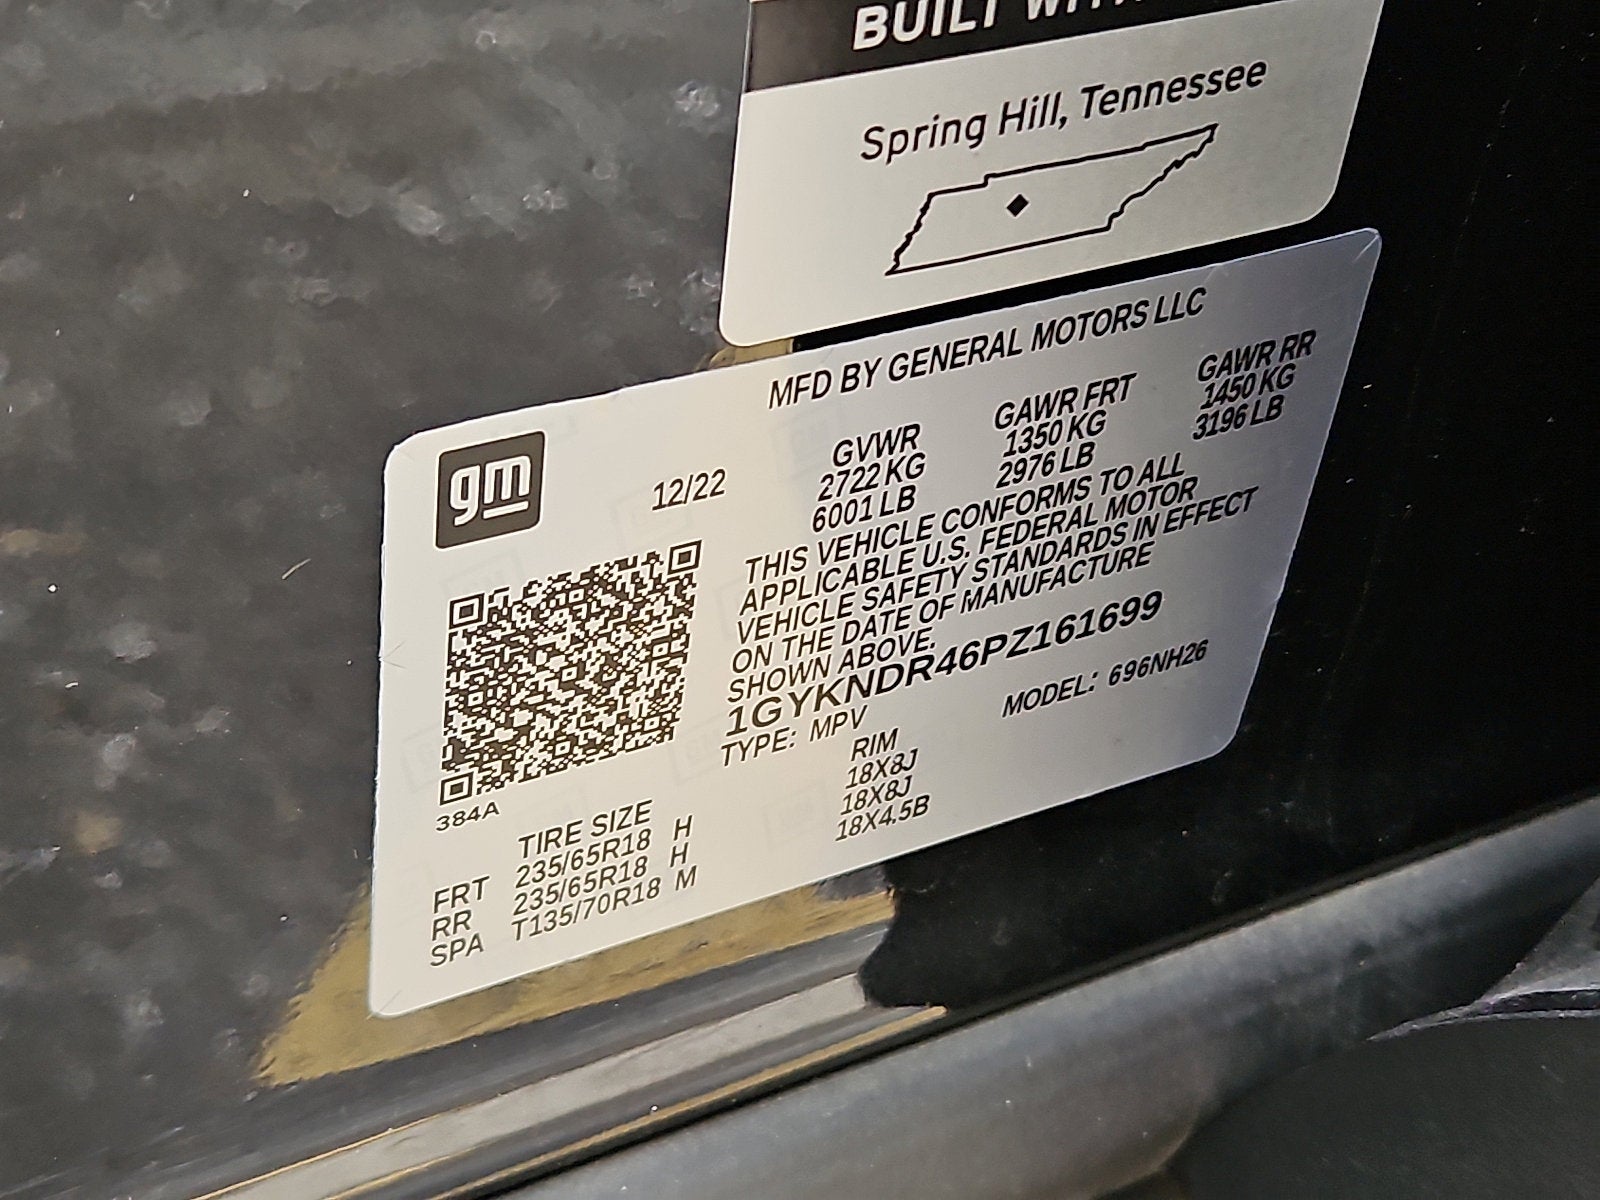 BUILT
Spring Hill, Tennessee
MFD BY GENERAL MOTORS LLC
gm
12/22
GVWR GAWR FRT GAWR RR
2722 KG 1350 KG 1450 KG
6001 LB 2976 LB 3196 LB
THIS VEHICLE CONFORMS TO ALL
APPLICABLE U.S. FEDERAL MOTOR
VEHICLE SAFETY STANDARDS IN EFFECT
ON THE DATE OF MANUFACTURE
SHOWN ABOVE.
1GYKNDR46PZ161699
TYPE: MPV MODEL: 696NH26
384A
TIRE SIZE RIM
FRT 235/65R18 H 18X8J
RR 235/65R18 H 18X8J
SPA T135/70R18 M 18X4.5B